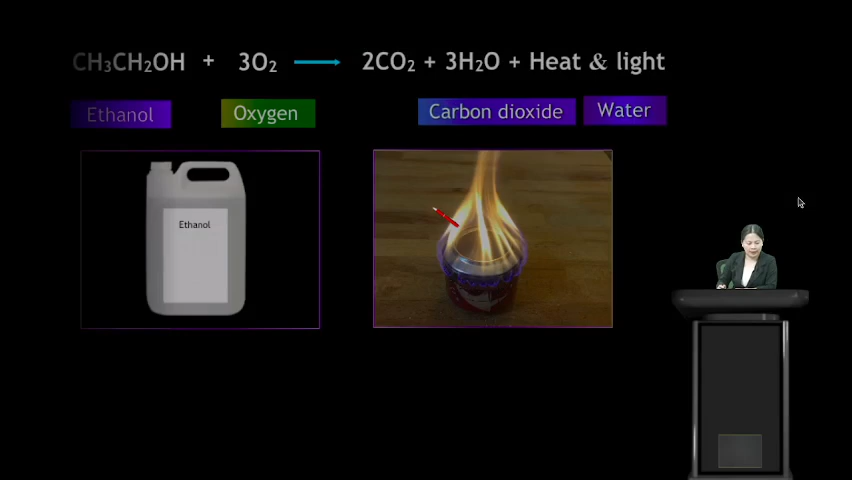 CH₃CH₂OH + 3O₂ → 2CO₂ + 3H₂O + Heat & light
Ethanol Oxygen Carbon dioxide Water
Ethanol